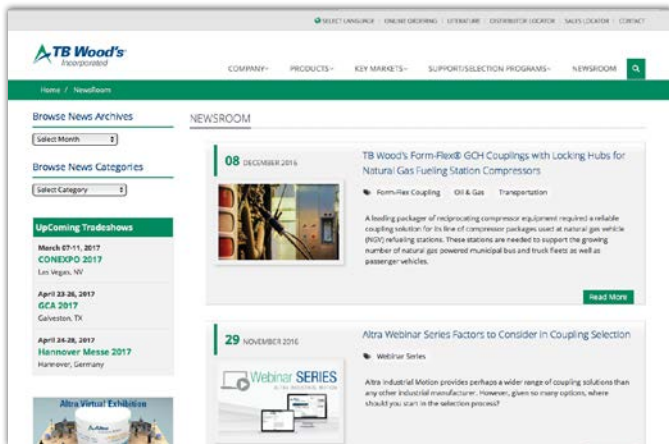 SELECT LANGUAGE | ONLINE ORDERING | LITERATURE | DISTRIBUTOR LOCATOR | SALES LOCATOR | CONTACT
TB Wood's
Incorporated
COMPANY PRODUCTS KEY MARKETS SUPPORT/SELECTION PROGRAMS NEWSROOM
Home / NewsRoom
Browse News Archives
Select Month
Browse News Categories
Select Category
UpComing Tradeshows
March 07-11, 2017
CONEXPO 2017
Las Vegas, NV
April 23-26, 2017
GCA 2017
Galveston, TX
April 24-28, 2017
Hannover Messe 2017
Hannover, Germany
Altra Virtual Exhibition
NEWSROOM
08 DECEMBER 2016
TB Wood's Form-Flex® GCH Couplings with Locking Hubs for
Natural Gas Fueling Station Compressors
Form-Flex Coupling Oil & Gas Transportation
A leading packager of reciprocating compressor equipment required a reliable
coupling solution for its line of compressor packages used at natural gas vehicle
(NGV) refueling stations. These stations are needed to support the growing
number of natural gas powered municipal bus and truck fleets as well as
passenger vehicles.
Read More
29 NOVEMBER 2016
Webinar SERIES
ALTRA INDUSTRIAL MOTION
Altra Webinar Series Factors to Consider in Coupling Selection
Webinar Series
Altra Industrial Motion provides perhaps a wider range of coupling solutions than
any other industrial manufacturer. However, given so many options, where
should you start in the selection process?